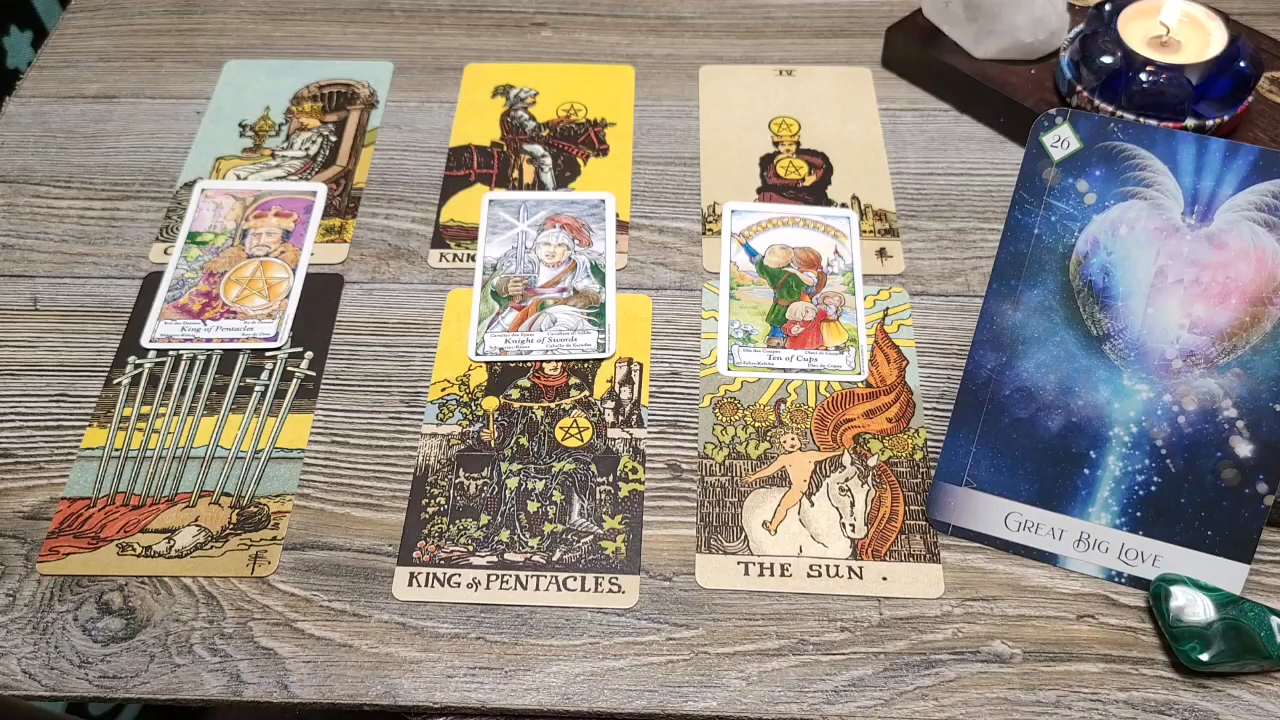 IV
26
KNI
King of Pentacles
Knight of Swords
Ten of Cups
KING of PENTACLES.
THE SUN .
GREAT BIG LOVE